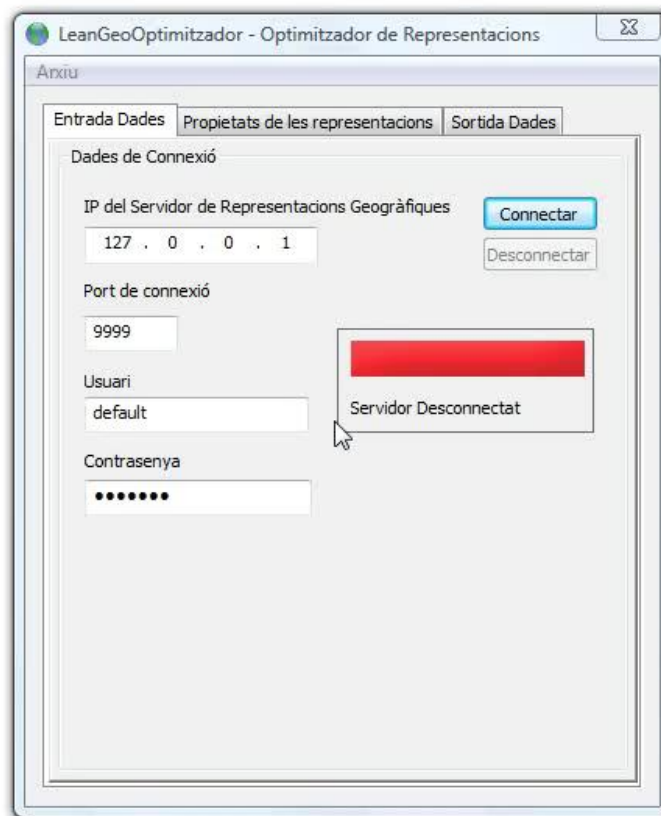 LeanGeoOptimitzador - Optimitzador de Representacions
Arxiu
Entrada Dades
Propietats de les representacions
Sortida Dades
Dades de Connexió
IP del Servidor de Representacions Geogràfiques
Connectar
127 . 0 . 0 . 1
Desconnectar
Port de connexió
9999
Usuari
default
Servidor Desconnectat
Contrasenya
•••••••